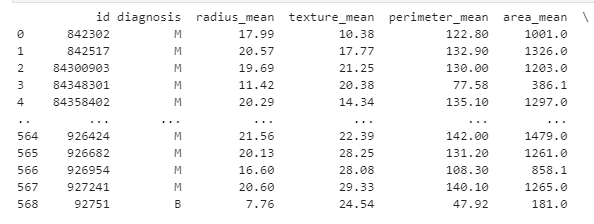 id diagnosis radius_mean texture_mean perimeter_mean area_mean \
0 842302 M 17.99 10.38 122.80 1001.0
1 842517 M 20.57 17.77 132.90 1326.0
2 84300903 M 19.69 21.25 130.00 1203.0
3 84348301 M 11.42 20.38 77.58 386.1
4 84358402 M 20.29 14.34 135.10 1297.0
.. ... ... ... ... ... ...
564 926424 M 21.56 22.39 142.00 1479.0
565 926682 M 20.13 28.25 131.20 1261.0
566 926954 M 16.60 28.08 108.30 858.1
567 927241 M 20.60 29.33 140.10 1265.0
568 92751 B 7.76 24.54 47.92 181.0